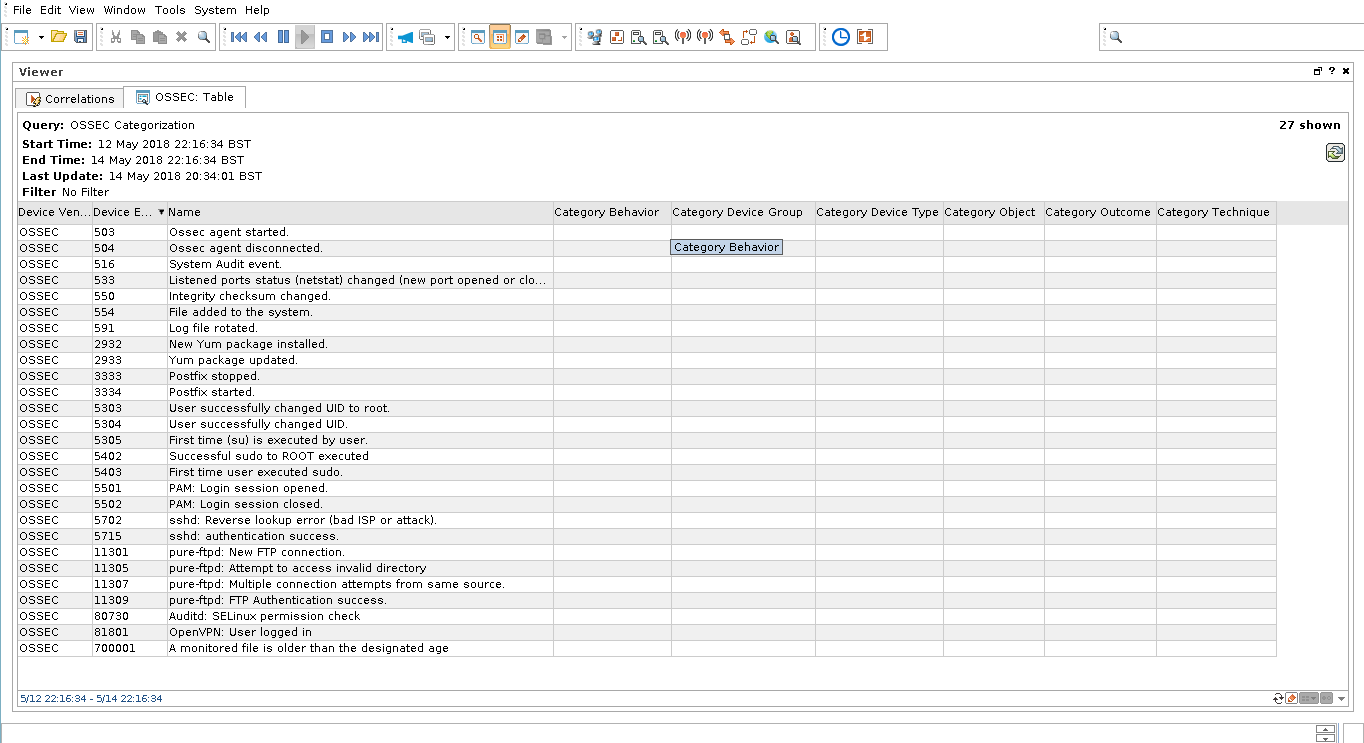 File Edit View Window Tools System Help
Viewer
Correlations OSSEC: Table
Query: OSSEC Categorization 27 shown
Start Time: 12 May 2018 22:16:34 BST
End Time: 14 May 2018 22:16:34 BST
Last Update: 14 May 2018 20:34:01 BST
Filter No Filter
Device Ven... Device E... Name Category Behavior Category Device Group Category Device Type Category Object Category Outcome Category Technique
OSSEC 503 Ossec agent started.
OSSEC 504 Ossec agent disconnected. Category Behavior
OSSEC 516 System Audit event.
OSSEC 533 Listened ports status (netstat) changed (new port opened or clo...
OSSEC 550 Integrity checksum changed.
OSSEC 554 File added to the system.
OSSEC 591 Log file rotated.
OSSEC 2932 New Yum package installed.
OSSEC 2933 Yum package updated.
OSSEC 3333 Postfix stopped.
OSSEC 3334 Postfix started.
OSSEC 5303 User successfully changed UID to root.
OSSEC 5304 User successfully changed UID.
OSSEC 5305 First time (su) is executed by user.
OSSEC 5402 Successful sudo to ROOT executed
OSSEC 5403 First time user executed sudo.
OSSEC 5501 PAM: Login session opened.
OSSEC 5502 PAM: Login session closed.
OSSEC 5702 sshd: Reverse lookup error (bad ISP or attack).
OSSEC 5715 sshd: authentication success.
OSSEC 11301 pure-ftpd: New FTP connection.
OSSEC 11305 pure-ftpd: Attempt to access invalid directory
OSSEC 11307 pure-ftpd: Multiple connection attempts from same source.
OSSEC 11309 pure-ftpd: FTP Authentication success.
OSSEC 80730 Auditd: SELinux permission check
OSSEC 81801 OpenVPN: User logged in
OSSEC 700001 A monitored file is older than the designated age
5/12 22:16:34 - 5/14 22:16:34